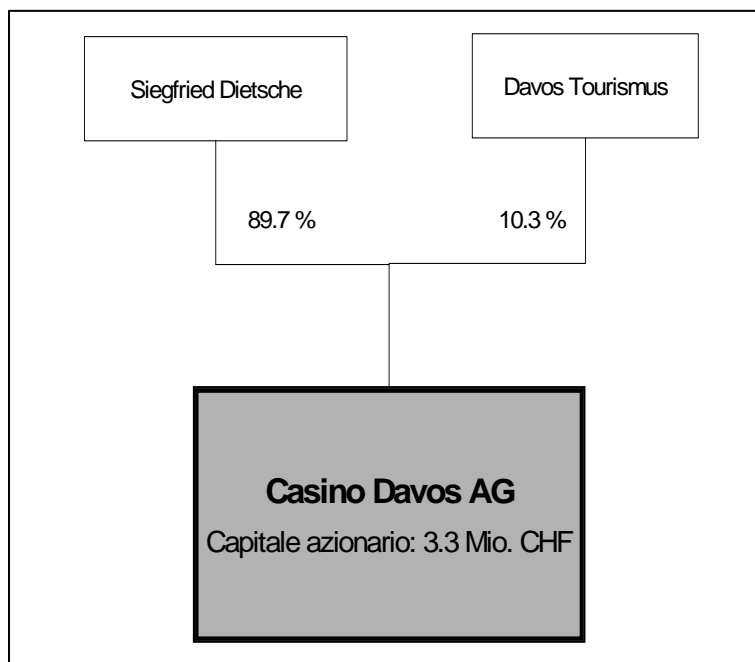 Siegfried Dietsche
Davos Tourismus
89.7 %
10.3 %
Casino Davos AG
Capitale azionario: 3.3 Mio. CHF